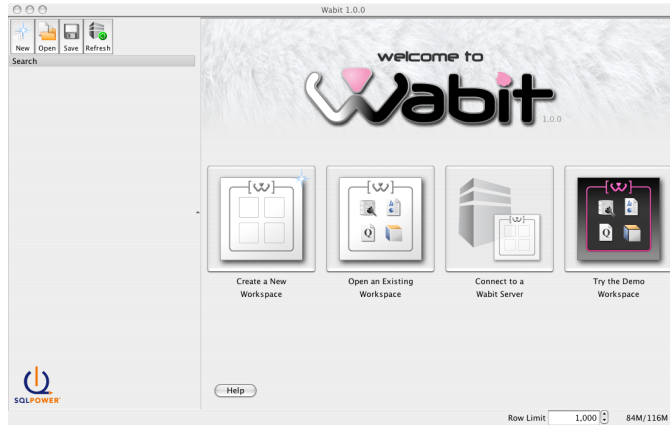 Wabit 1.0.0
New Open Save Refresh
Search
welcome to
Wabit
1.0.0
Create a New
Workspace
Open an Existing
Workspace
Connect to a
Wabit Server
Try the Demo
Workspace
Help
SQLPOWER
Row Limit 1,000 84M/116M